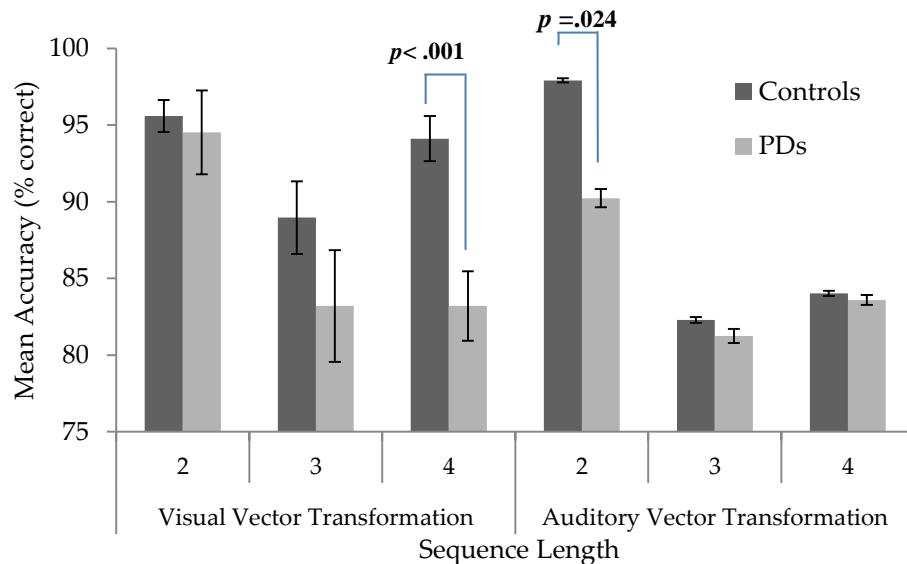 p =.024
p< .001
100
95
90
85
80
75
Mean Accuracy (% correct)
Controls
PDs
2 3 4 2 3 4
Visual Vector Transformation Auditory Vector Transformation
Sequence Length